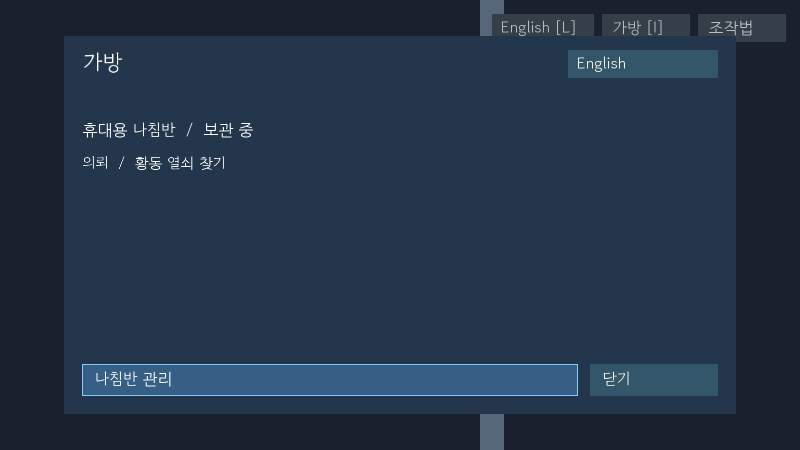 English [L] 가방 [I] 조작법
가방
English
휴대용 나침반 / 보관 중
의뢰 / 황동 열쇠 찾기
나침반 관리
닫기